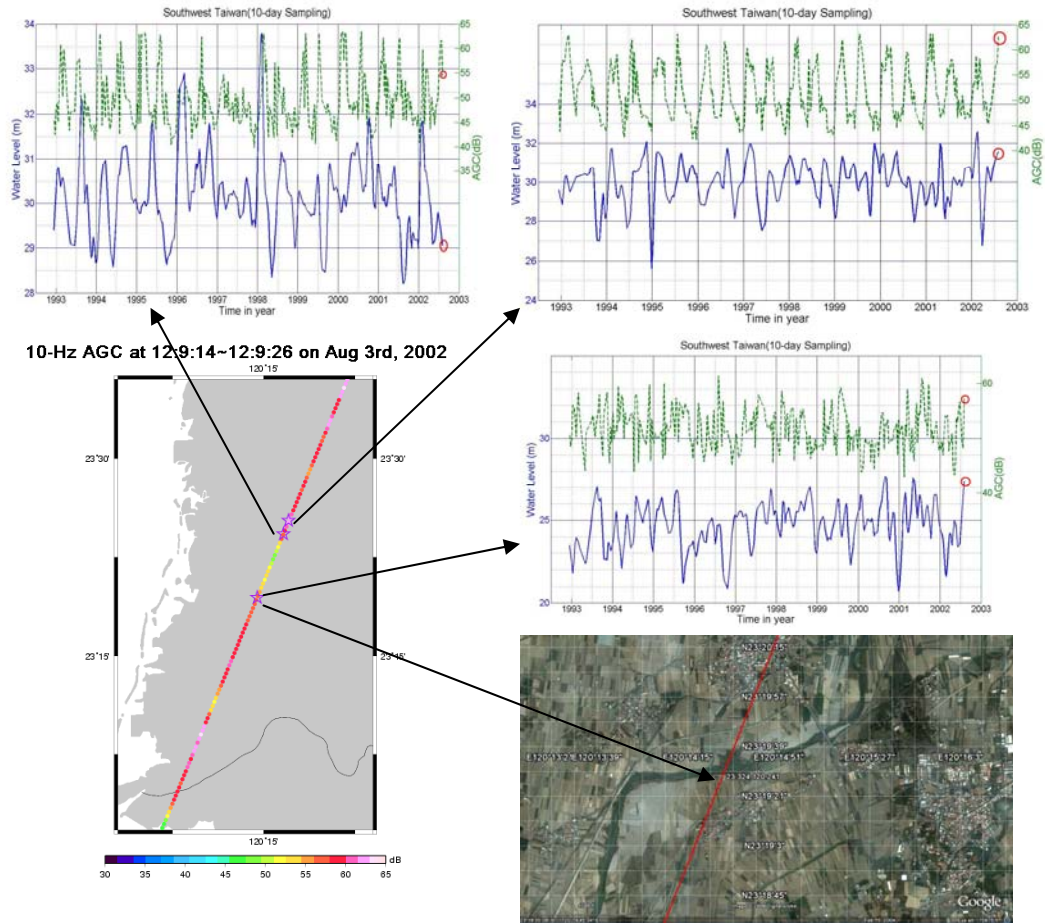 Southwest Taiwan(10-day Sampling)
34
33
32
31
30
29
28
Water Level (m)
65
60
55
50
45
40
35
AGC(dB)
1993 1994 1995 1996 1997 1998 1999 2000 2001 2002 2003
Time in year
Southwest Taiwan(10-day Sampling)
34
32
30
28
26
24
Water Level (m)
65
60
55
50
45
40
AGC(dB)
1993 1994 1995 1996 1997 1998 1999 2000 2001 2002 2003
Time in year
10-Hz AGC at 12:9:14~12:9:26 on Aug 3rd, 2002
120°15'
23°30'
23°30'
23°15'
23°15'
120°15'
30 35 40 45 50 55 60 65
dB
Southwest Taiwan(10-day Sampling)
30
25
20
Water Level (m)
60
40
AGC(dB)
1993 1994 1995 1996 1997 1998 1999 2000 2001 2002 2003
Time in year
N23°20'15"
N23°19'57"
N23°19'39"
E120°14'15"
E120°14'51"
E120°15'27"
N23°19'21"
N23°19'3"
N23°18'45"
Google